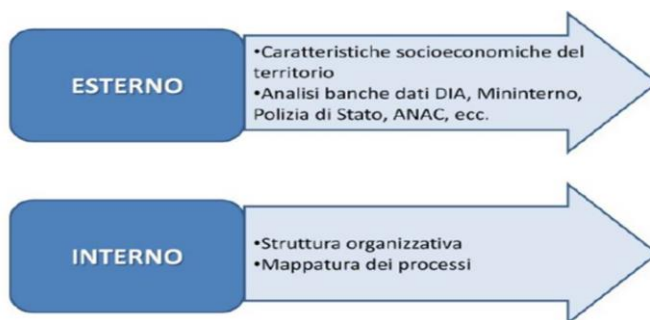 ESTERNO
•Caratteristiche socioeconomiche del
territorio
•Analisi banche dati DIA, Mininterno,
Polizia di Stato, ANAC, ecc.
INTERNO
•Struttura organizzativa
•Mappatura dei processi